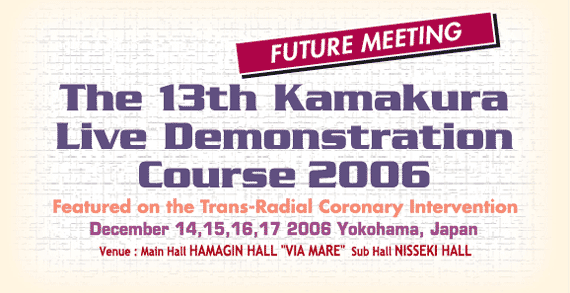 FUTURE MEETING
The 13th Kamakura
Live Demonstration
Course 2006
Featured on the Trans-Radial Coronary Intervention
December 14,15,16,17 2006 Yokohama, Japan
Venue : Main Hall HAMAGIN HALL "VIA MARE" Sub Hall NISSEKI HALL